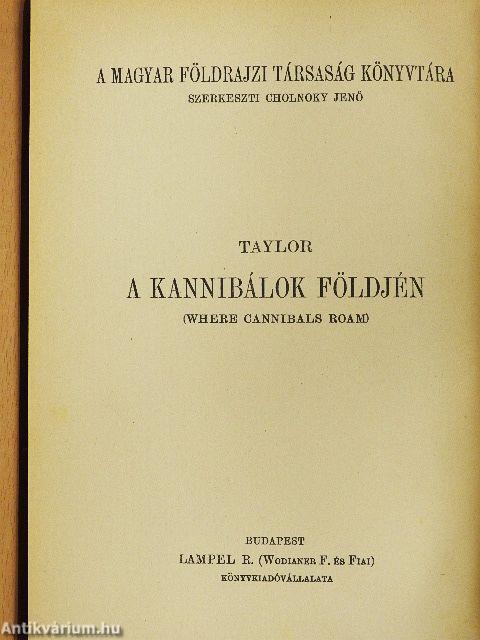 A MAGYAR FÖLDRAJZI TÁRSASÁG KÖNYVTÁRA
SZERKESZTI CHOLNOKY JENŐ
TAYLOR
A KANNIBÁLOK FÖLDJÉN
(WHERE CANNIBALS ROAM)
BUDAPEST
LAMPEL R. (WODIANER F. ÉS FIAI)
KÖNYVKIADÓVÁLLALATA
Antikvárium.hu